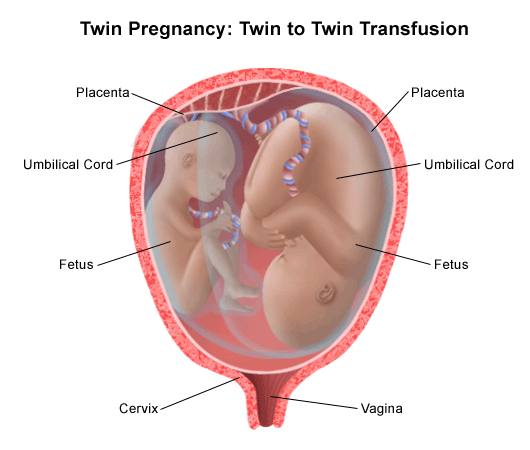 Twin Pregnancy: Twin to Twin Transfusion
Placenta
Placenta
Umbilical Cord
Umbilical Cord
Fetus
Fetus
Cervix
Vagina